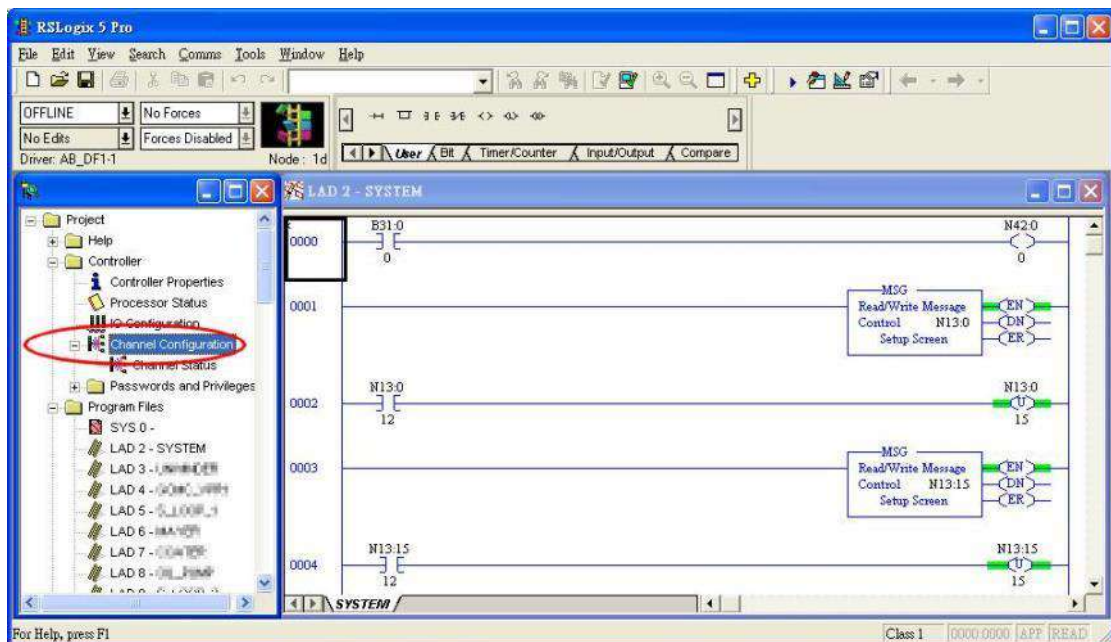 RSLogix 5 Pro
File Edit View Search Comms Tools Window Help
OFFLINE No Forces
No Edits Forces Disabled
Driver: AB_DF1-1 Node : 1d
User Bit Timer/Counter Input/Output Compare
Project
Help
Controller
Controller Properties
Processor Status
IO Configuration
Channel Configuration
Channel Status
Passwords and Privileges
Program Files
SYS 0 -
LAD 2 - SYSTEM
LAD 3 -
LAD 4 -
LAD 5 -
LAD 6 -
LAD 7 -
LAD 8 -
LAD 2 - SYSTEM
0000
B31:0
0
N42:0
0
0001
MSG
Read/Write Message
Control N13:0
Setup Screen
EN
DN
ER
0002
N13:0
12
N13:0
U
15
0003
MSG
Read/Write Message
Control N13:15
Setup Screen
EN
DN
ER
0004
N13:15
12
N13:15
U
15
SYSTEM
For Help, press F1
Class 1 0000:0000 APP READ